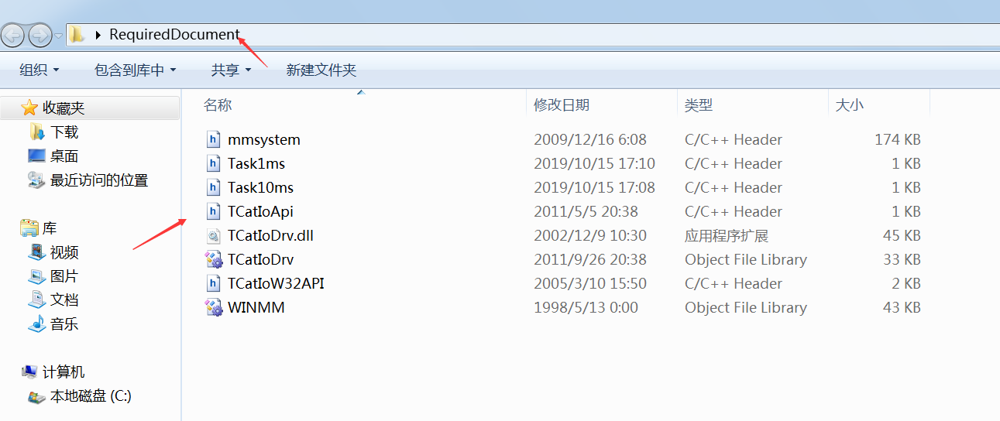 RequiredDocument
组织 包含到库中 共享 新建文件夹
收藏夹
下载
桌面
最近访问的位置
库
视频
图片
文档
音乐
计算机
本地磁盘 (C:)
名称 修改日期 类型 大小
mmsystem 2009/12/16 6:08 C/C++ Header 174 KB
Task1ms 2019/10/15 17:10 C/C++ Header 1 KB
Task10ms 2019/10/15 17:08 C/C++ Header 1 KB
TCatIoApi 2011/5/5 20:38 C/C++ Header 1 KB
TCatIoDrv.dll 2002/12/9 10:30 应用程序扩展 45 KB
TCatIoDrv 2011/9/26 20:38 Object File Library 33 KB
TCatIoW32API 2005/3/10 15:50 C/C++ Header 2 KB
WINMM 1998/5/13 0:00 Object File Library 43 KB